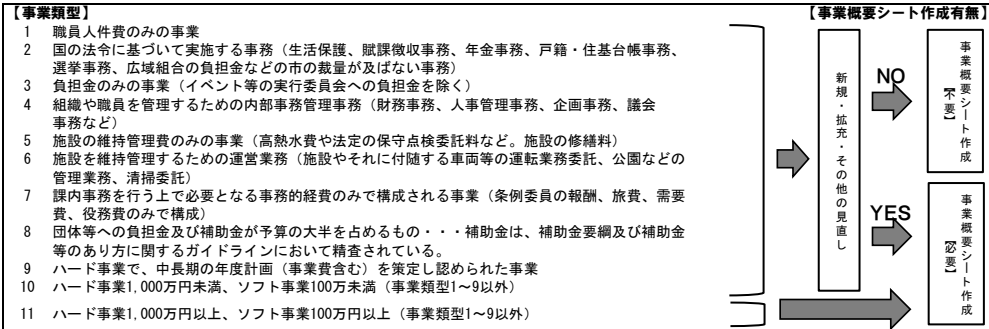 【事業類型】
【事業概要シート作成有無】
1 職員人件費のみの事業
2 国の法令に基づいて実施する事務（生活保護、賦課徴収事務、年金事務、戸籍・住基台帳事務、
選挙事務、広域組合の負担金などの市の裁量が及ばない事務）
3 負担金のみの事業（イベント等の実行委員会への負担金を除く）
4 組織や職員を管理するための内部事務管理事務（財務事務、人事管理事務、企画事務、議会
事務など）
5 施設の維持管理費のみの事業（高熱水費や法定の保守点検委託料など。施設の修繕料）
6 施設を維持管理するための運営業務（施設やそれに付随する車両等の運転業務委託、公園などの
管理業務、清掃委託）
7 課内事務を行う上で必要となる事務的経費のみで構成される事業（条例委員の報酬、旅費、需要
費、役務費のみで構成）
8 団体等への負担金及び補助金が予算の大半を占めるもの・・・補助金は、補助金要綱及び補助金
等のあり方に関するガイドラインにおいて精査されている。
9 ハード事業で、中長期の年度計画（事業費含む）を策定し認められた事業
10 ハード事業1,000万円未満、ソフト事業100万未満（事業類型1～9以外）
11 ハード事業1,000万円以上、ソフト事業100万円以上（事業類型1～9以外）
新規・拡充・その他の見直し
NO
事業概要シート作成
【不要】
YES
事業概要シート作成
【必要】